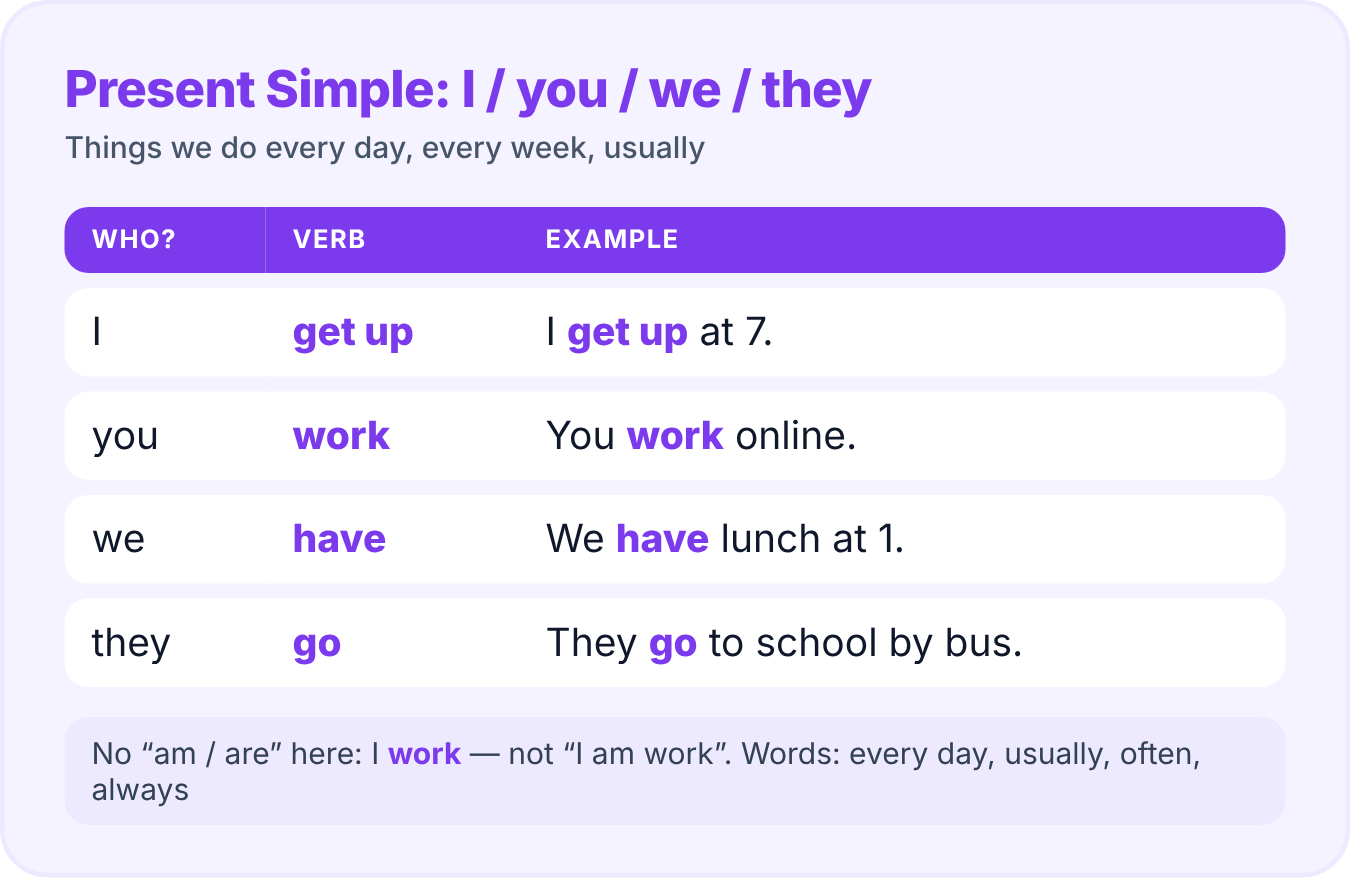 Present Simple: I / you / we / they
Things we do every day, every week, usually
WHO? VERB EXAMPLE
I get up I get up at 7.
you work You work online.
we have We have lunch at 1.
they go They go to school by bus.
No “am / are” here: I work — not “I am work”. Words: every day, usually, often,
always